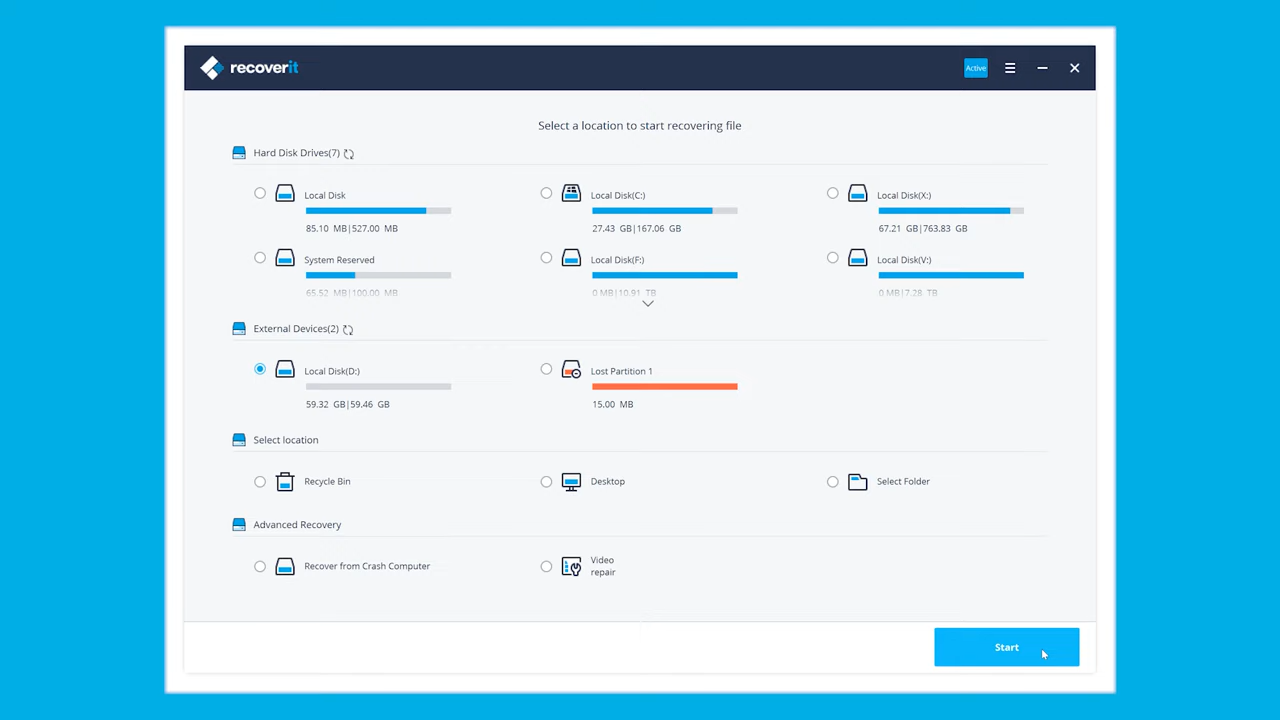 recoverit
Active
Select a location to start recovering file
Hard Disk Drives(7)
Local Disk
85.10 MB|527.00 MB
Local Disk(C:)
27.43 GB|167.06 GB
Local Disk(X:)
67.21 GB|763.83 GB
System Reserved
65.52 MB|100.00 MB
Local Disk(F:)
0 MB|10.91 TB
Local Disk(V:)
0 MB|7.28 TB
External Devices(2)
Local Disk(D:)
59.32 GB|59.46 GB
Lost Partition 1
15.00 MB
Select location
Recycle Bin
Desktop
Select Folder
Advanced Recovery
Recover from Crash Computer
Video
repair
Start